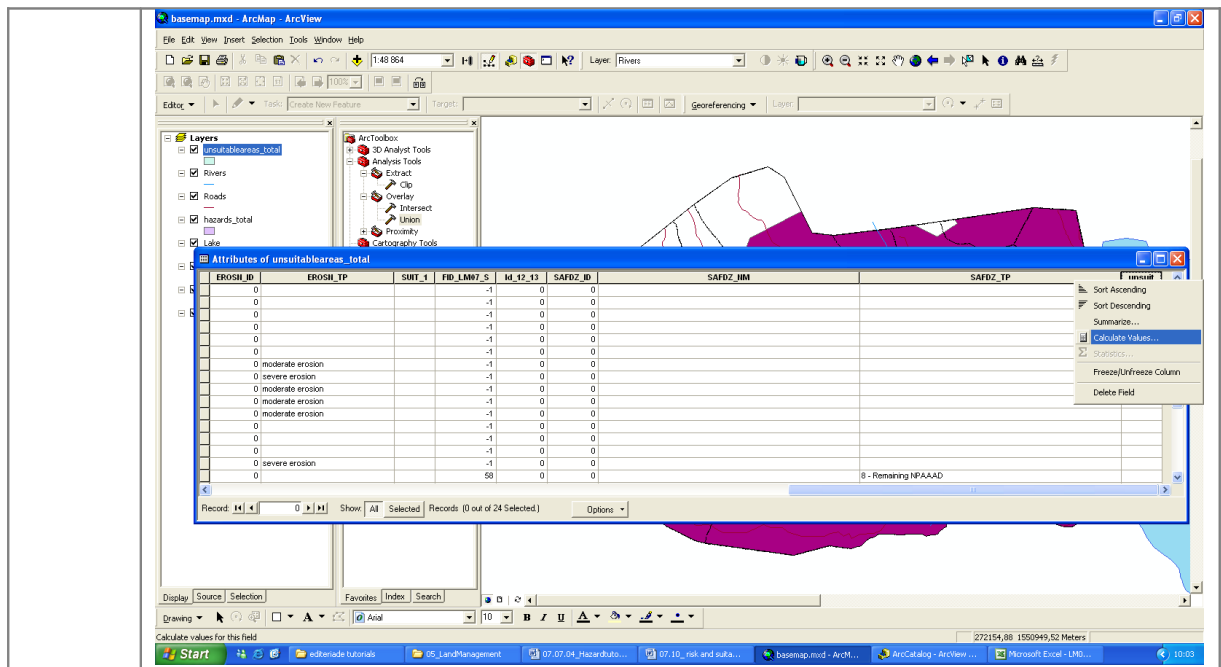 basemap.mxd - ArcMap - ArcView
File Edit View Insert Selection Tools Window Help
1:48 864 Layer: Rivers
100%
Editor Task: Create New Feature Target: Georeferencing Layer:
Layers
unsuitableareas_total
Rivers
Roads
hazards_total
Lake
ArcToolbox
3D Analyst Tools
Analysis Tools
Extract
Clip
Overlay
Intersect
Union
Proximity
Cartography Tools
Attributes of unsuitableareas_total
EROSN_ID EROSN_TP SUIT_1 FID_LM07_S Id_12_13 SAFDZ_ID SAFDZ_NM SAFDZ_TP unsuit
0 -1 0 0
0 -1 0 0
0 -1 0 0
0 -1 0 0
0 -1 0 0
0 -1 0 0
0 moderate erosion -1 0 0
0 severe erosion -1 0 0
0 moderate erosion -1 0 0
0 moderate erosion -1 0 0
0 moderate erosion -1 0 0
0 -1 0 0
0 -1 0 0
0 -1 0 0
0 severe erosion -1 0 0
0 58 0 0 8 - Remaining NPAAAD
Sort Ascending
Sort Descending
Summarize...
Calculate Values...
Statistics...
Freeze/Unfreeze Column
Delete Field
Record: 0 Show: All Selected Records (0 out of 24 Selected.) Options
Display Source Selection
Favorites Index Search
Drawing A Arial 10 B I U A
Calculate values for this field 272154,88 1550949,52 Meters
Start editeriade tutorials 05_LandManagement 07.07.04_Hazardtuto... 07.10_ risk and suita... basemap.mxd - ArcM... ArcCatalog - ArcView ... Microsoft Excel - LM0... 10:03